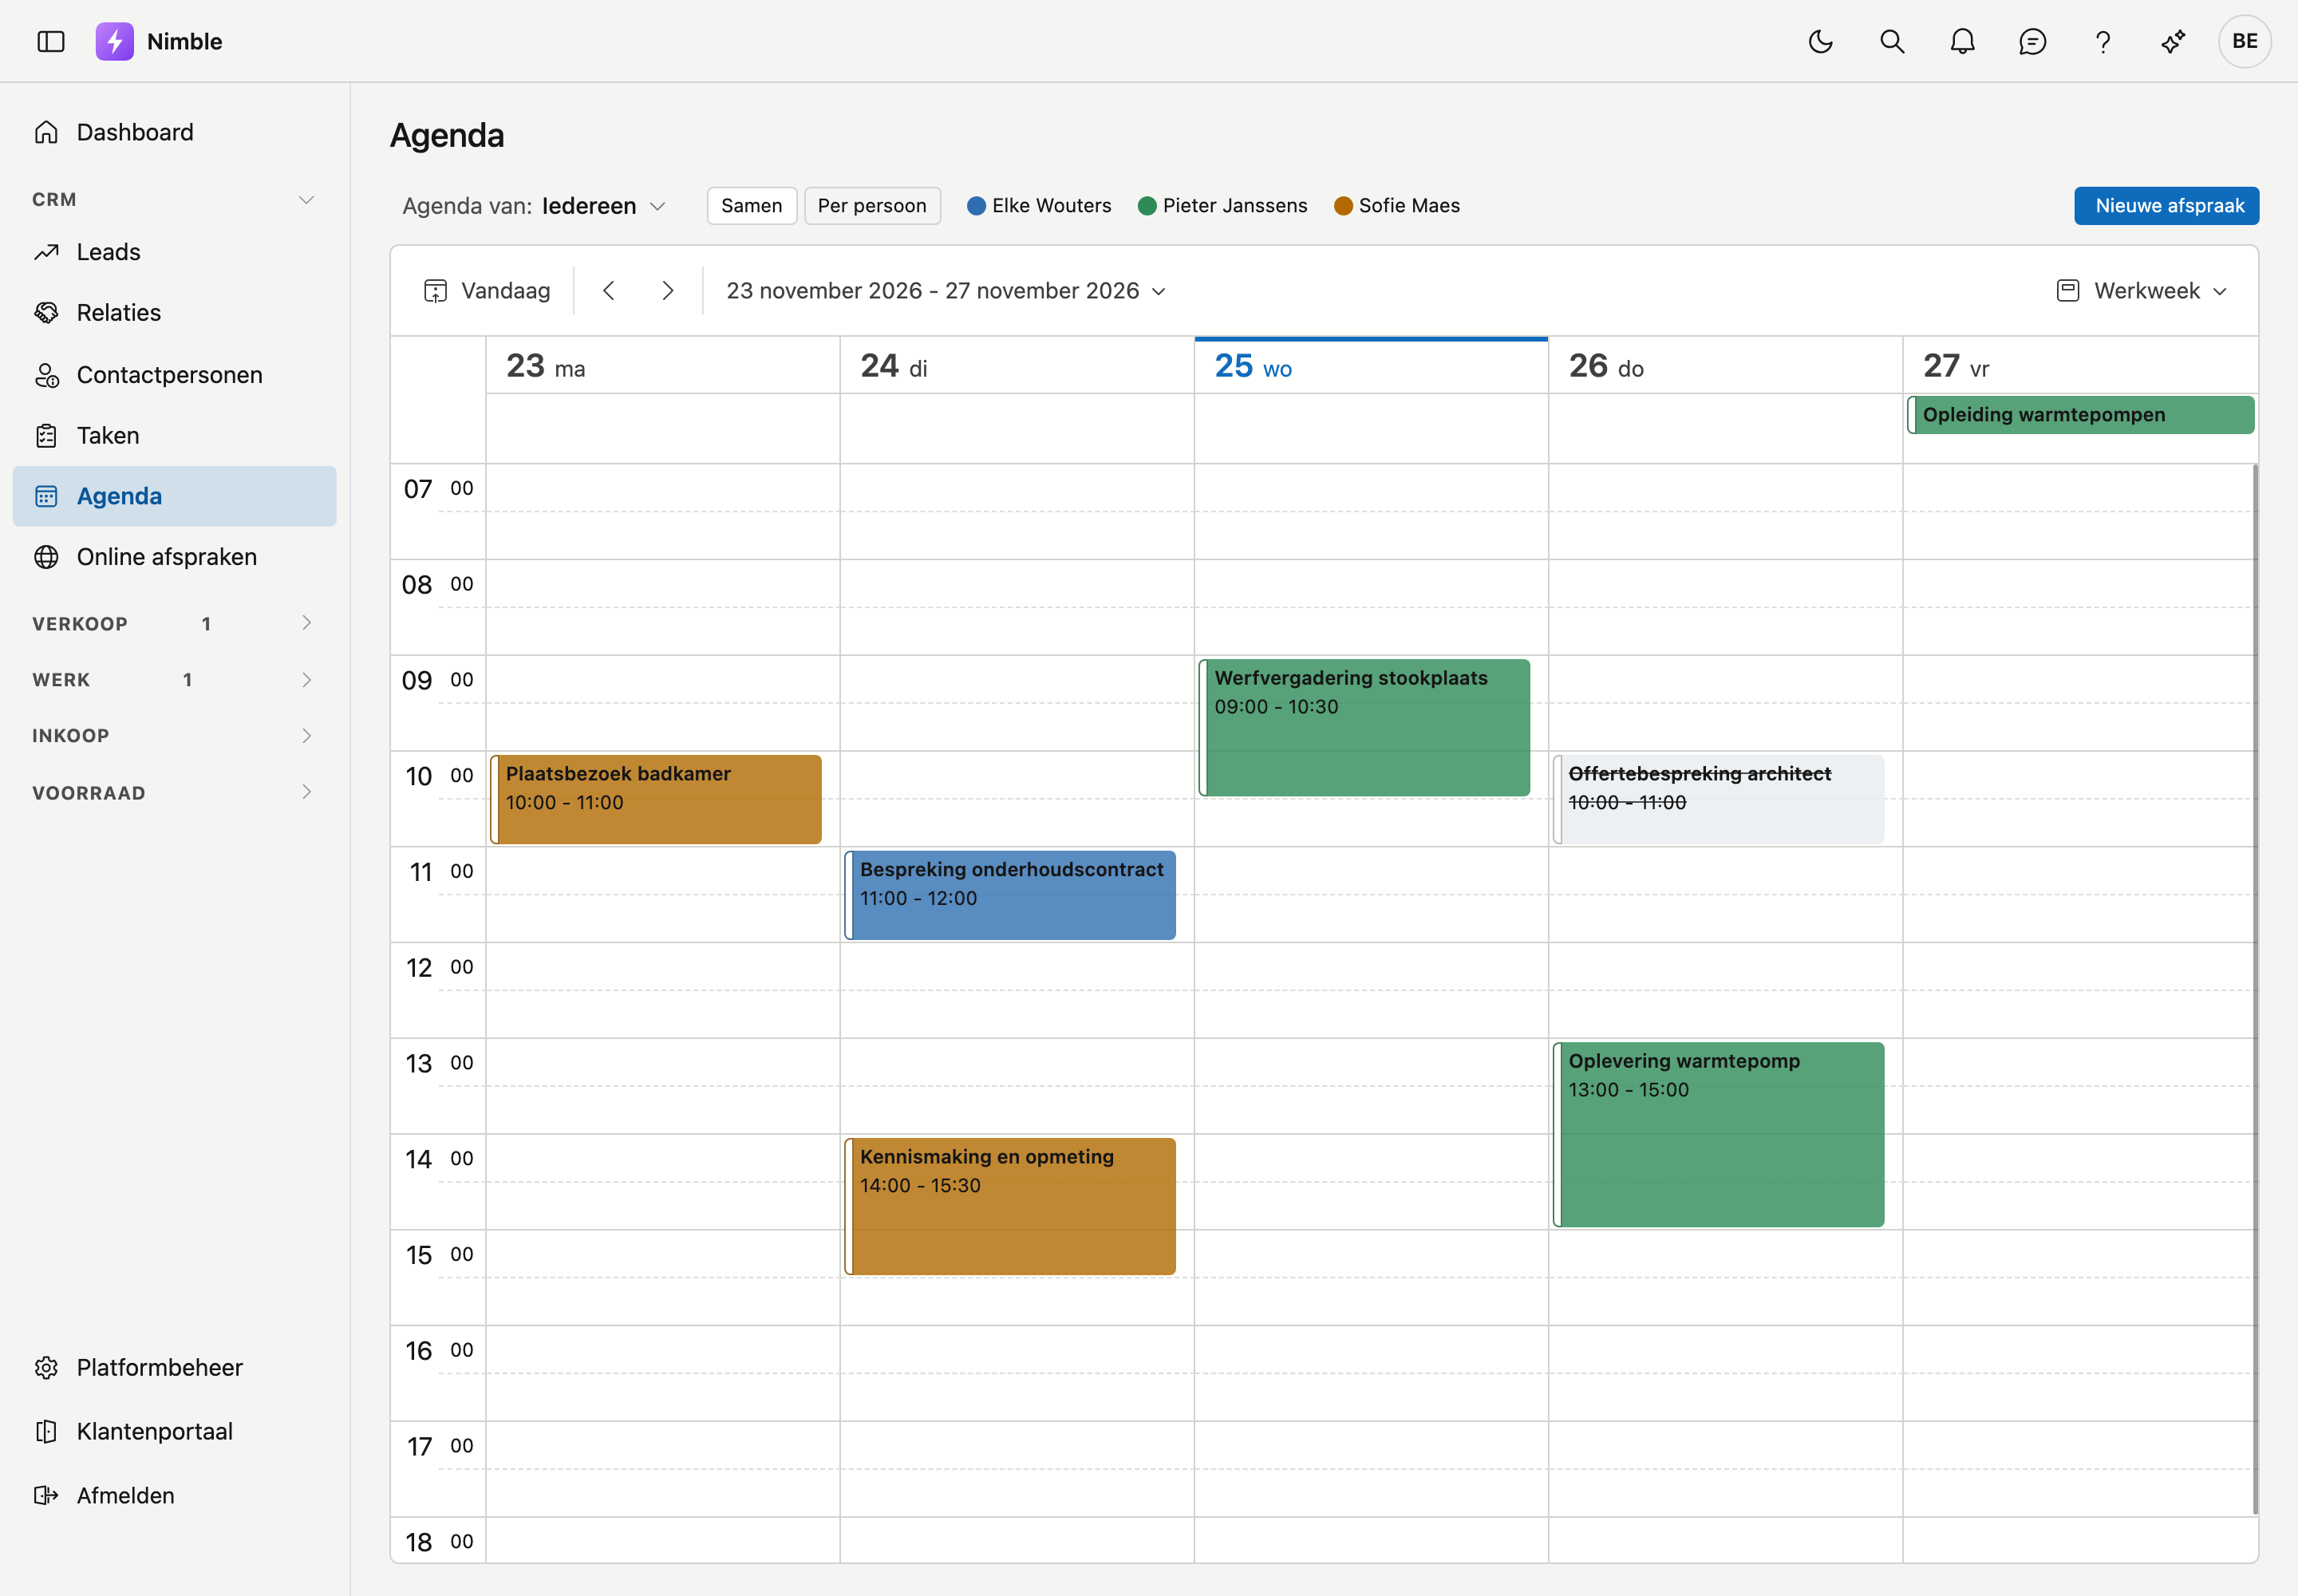 Nimble
BE
Dashboard
CRM
Leads
Relaties
Contactpersonen
Taken
Agenda
Online afspraken
VERKOOP 1
WERK 1
INKOOP
VOORRAAD
Platformbeheer
Klantenportaal
Afmelden
Agenda
Agenda van: Iedereen
Samen
Per persoon
Elke Wouters
Pieter Janssens
Sofie Maes
Nieuwe afspraak
Vandaag
23 november 2026 - 27 november 2026
Werkweek
23 ma
24 di
25 wo
26 do
27 vr
Opleiding warmtepompen
07 00
08 00
09 00
Werfvergadering stookplaats
09:00 - 10:30
10 00
Plaatsbezoek badkamer
10:00 - 11:00
Offertebespreking architect
10:00 - 11:00
11 00
Bespreking onderhoudscontract
11:00 - 12:00
12 00
13 00
Oplevering warmtepomp
13:00 - 15:00
14 00
Kennismaking en opmeting
14:00 - 15:30
15 00
16 00
17 00
18 00